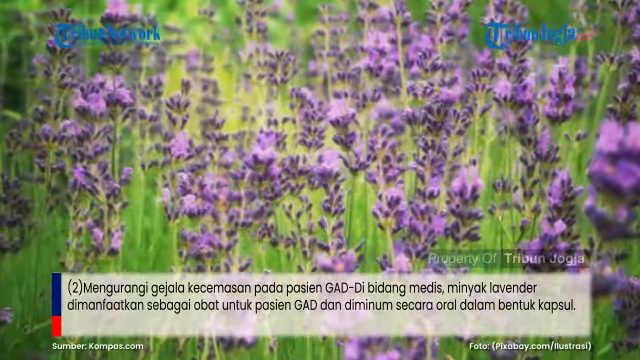 TribunNetwork
TribunJogja.com
Property Of Tribun Jogja
(2)Mengurangi gejala kecemasan pada pasien GAD-Di bidang medis, minyak lavender
dimanfaatkan sebagai obat untuk pasien GAD dan diminum secara oral dalam bentuk kapsul.
Sumber: Kompas.com
Foto: (Pixabay.com/Ilustrasi)